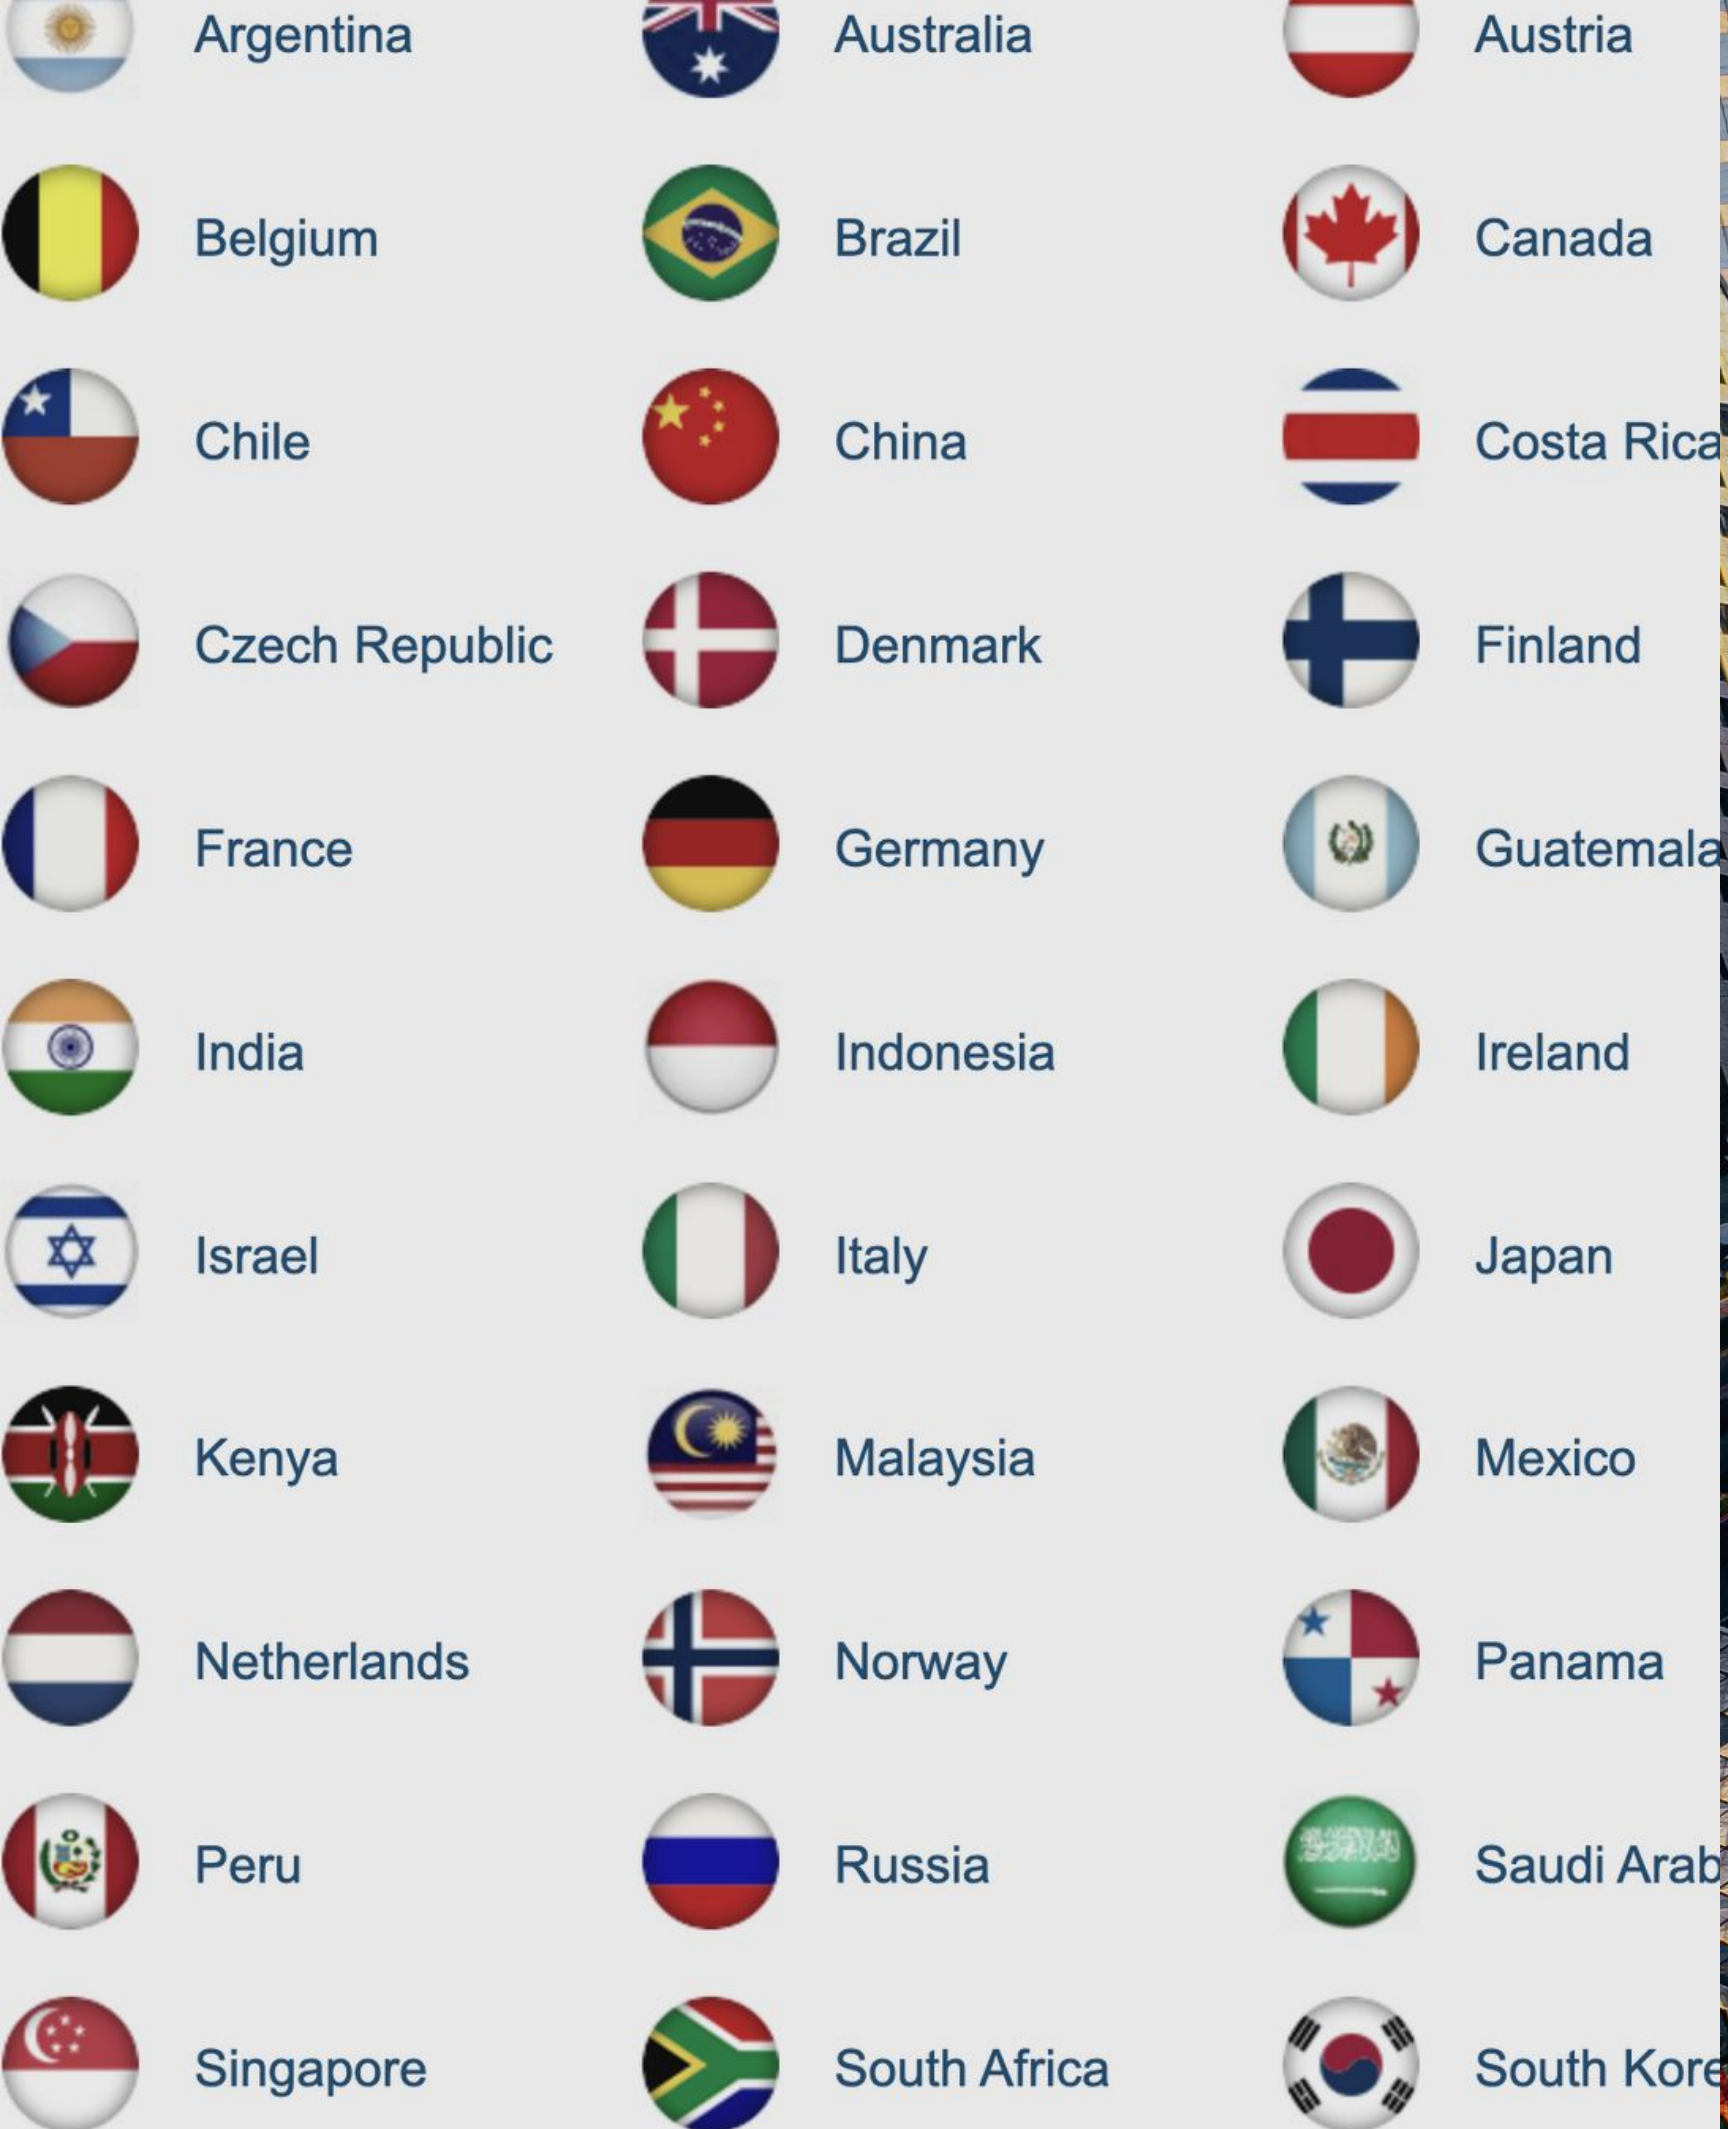 Argentina Australia Austria
Belgium Brazil Canada
Chile China Costa Rica
Czech Republic Denmark Finland
France Germany Guatemala
India Indonesia Ireland
Israel Italy Japan
Kenya Malaysia Mexico
Netherlands Norway Panama
Peru Russia Saudi Arab
Singapore South Africa South Kore